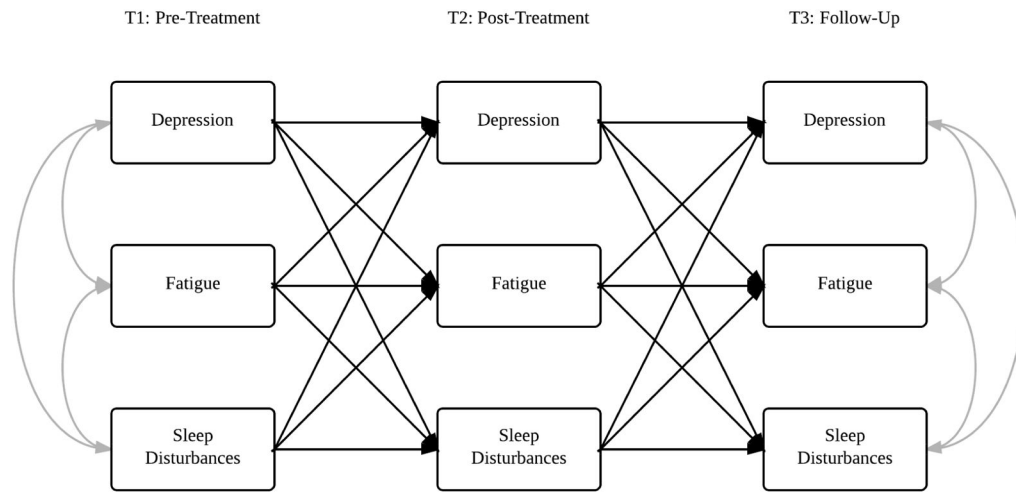 T1: Pre-Treatment
T2: Post-Treatment
T3: Follow-Up
Depression
Depression
Depression
Fatigue
Fatigue
Fatigue
Sleep
Disturbances
Sleep
Disturbances
Sleep
Disturbances